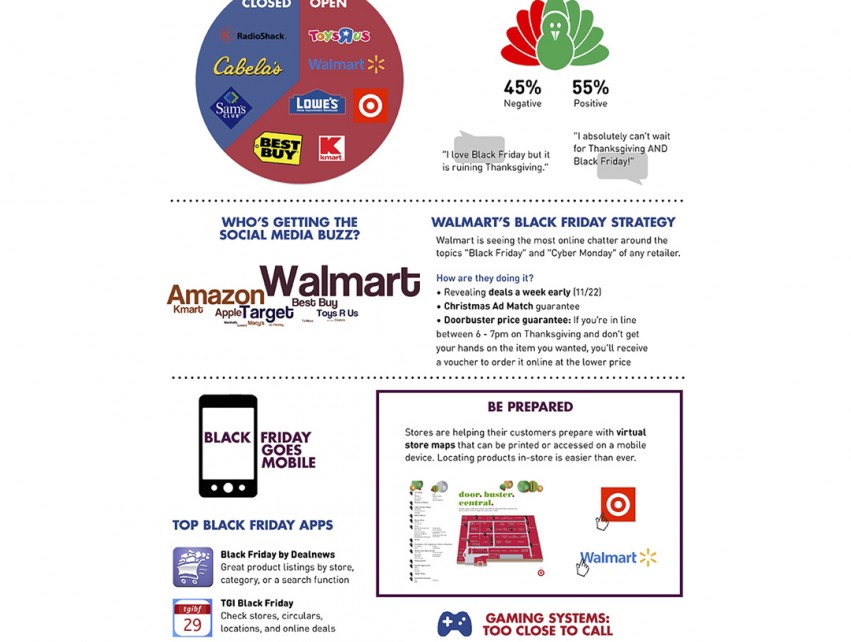 CLOSED OPEN
RadioShack.
TOYSRUS
Cabela's
Walmart
Sam's
CLUB
LOWE'S
BEST
BUY
kmart
45%
Negative
55%
Positive
"I love Black Friday but it
is ruining Thanksgiving."
"I absolutely can't wait
for Thanksgiving AND
Black Friday!"
WHO'S GETTING THE
SOCIAL MEDIA BUZZ?
Walmart
Amazon
Best Buy
Kmart
Apple
Target
Toys R Us
Macy's
WALMART'S BLACK FRIDAY STRATEGY
Walmart is seeing the most online chatter around the
topics "Black Friday" and "Cyber Monday" of any retailer.
How are they doing it?
• Revealing deals a week early (11/22)
• Christmas Ad Match guarantee
• Doorbuster price guarantee: If you're in line
between 6 - 7pm on Thanksgiving and don't get
your hands on the item you wanted, you'll receive
a voucher to order it online at the lower price
BLACK FRIDAY
GOES
MOBILE
TOP BLACK FRIDAY APPS
Black Friday by Dealnews
Great product listings by store,
category, or a search function
tgibf
29
TGI Black Friday
Check stores, circulars,
locations, and online deals
BE PREPARED
Stores are helping their customers prepare with virtual
store maps that can be printed or accessed on a mobile
device. Locating products in-store is easier than ever.
door. buster.
central.
Walmart
GAMING SYSTEMS:
TOO CLOSE TO CALL